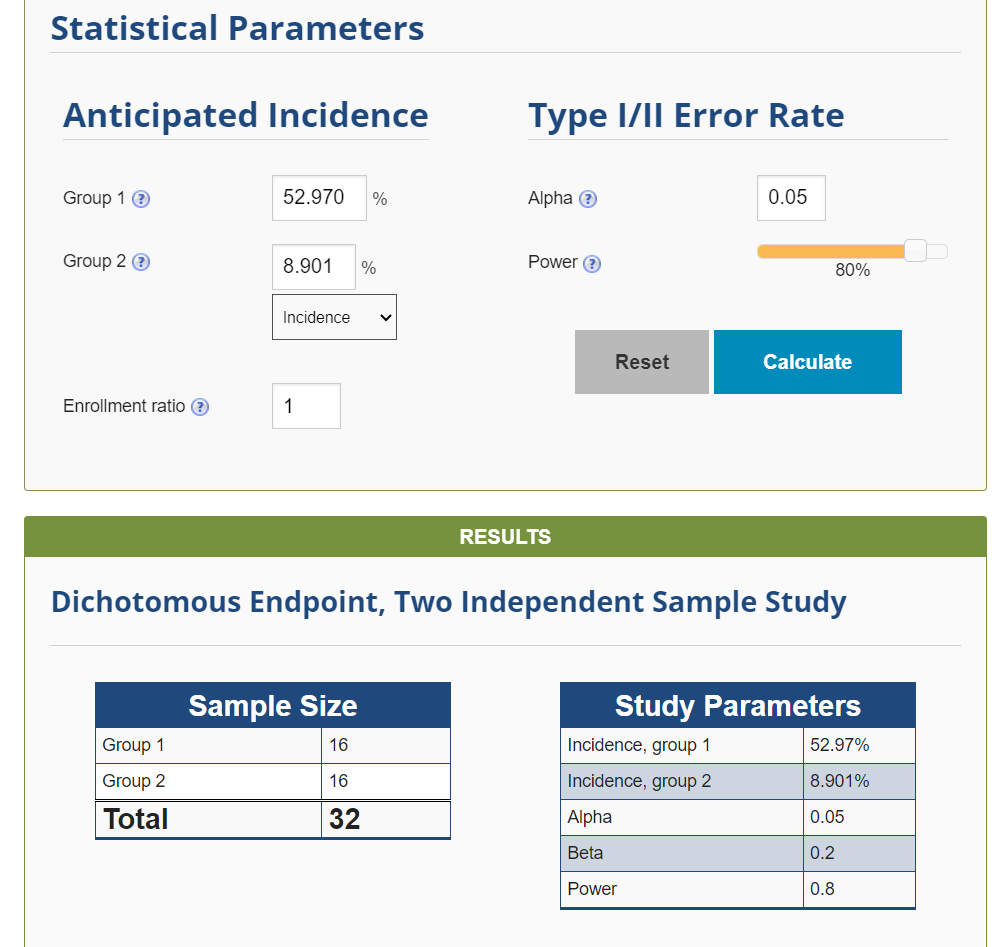 Statistical Parameters
Anticipated Incidence
Type I/II Error Rate
Group 1 ?
52.970 %
Alpha ?
0.05
Group 2 ?
8.901 %
Power ?
80%
Incidence
Reset
Calculate
Enrollment ratio ?
1
RESULTS
Dichotomous Endpoint, Two Independent Sample Study
Sample Size
Group 1 16
Group 2 16
Total 32
Study Parameters
Incidence, group 1 52.97%
Incidence, group 2 8.901%
Alpha 0.05
Beta 0.2
Power 0.8